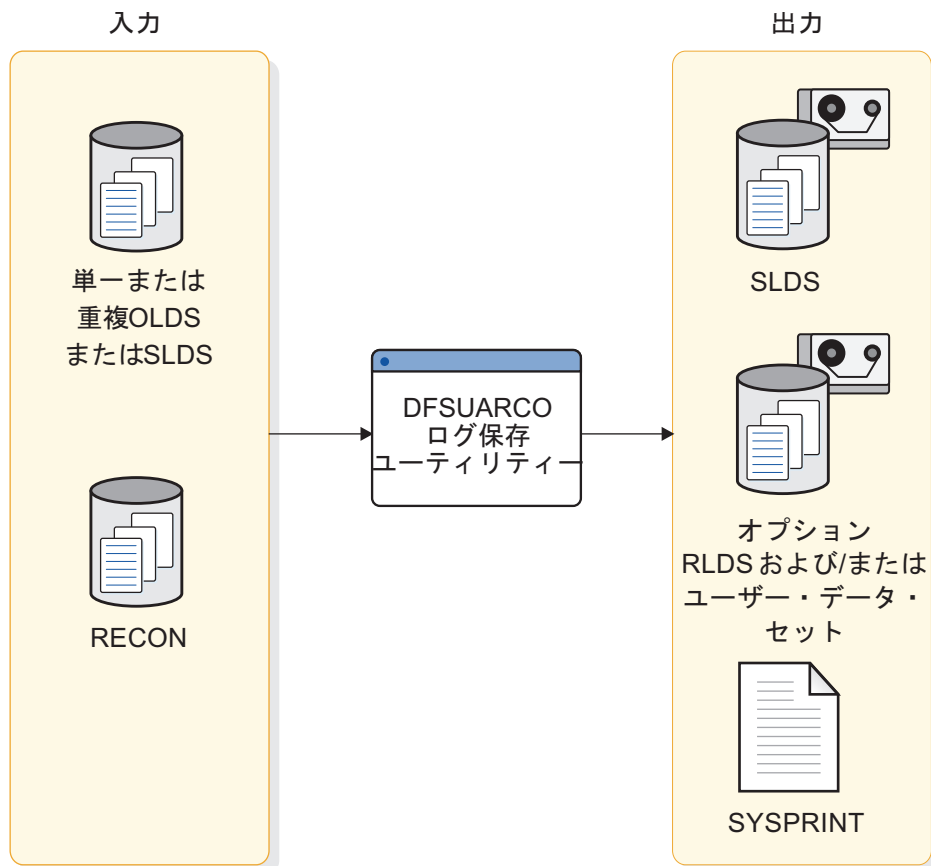 入力
単一または
重複OLDS
またはSLDS
RECON
DFSUARCO
ログ保存
ユーティリティー
出力
SLDS
オプション
RLDS および/または
ユーザー・データ・
セット
SYSPRINT